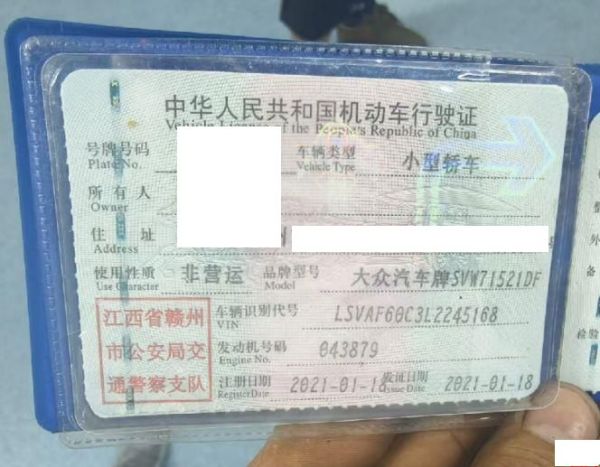 中华人民共和国机动车行驶证
Vehicle License of the People's Republic of China
号牌号码
Plate No.
车辆类型
Vehicle Type
小型轿车
所有人
Owner
住址
Address
号
使用性质
Use Character
非营运
品牌型号
Model
大众汽车牌SVW71521DF
江西省赣州
市公安局交
通警察支队
车辆识别代号
VIN
LSVAF60C3L2245168
发动机号码
Engine No.
043879
注册日期
Register Date
2021-01-18
发证日期
Issue Date
2021-01-18